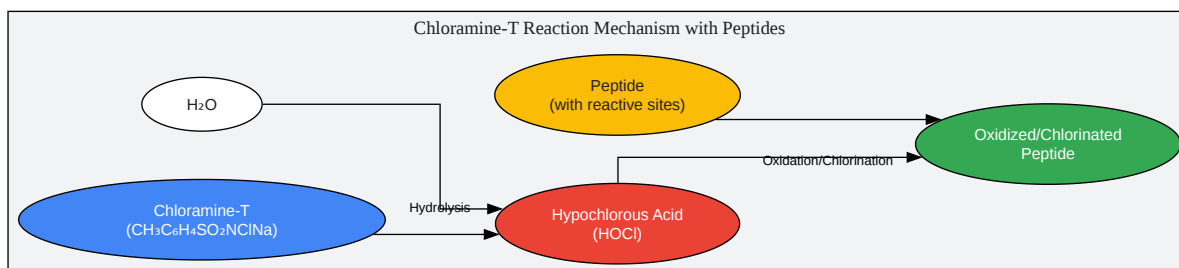 Chloramine-T Reaction Mechanism with Peptides
H₂O
Peptide
(with reactive sites)
Oxidized/Chlorinated
Peptide
Oxidation/Chlorination
Chloramine-T
(CH₃C₆H₄SO₂NClNa)
Hydrolysis
Hypochlorous Acid
(HOCl)